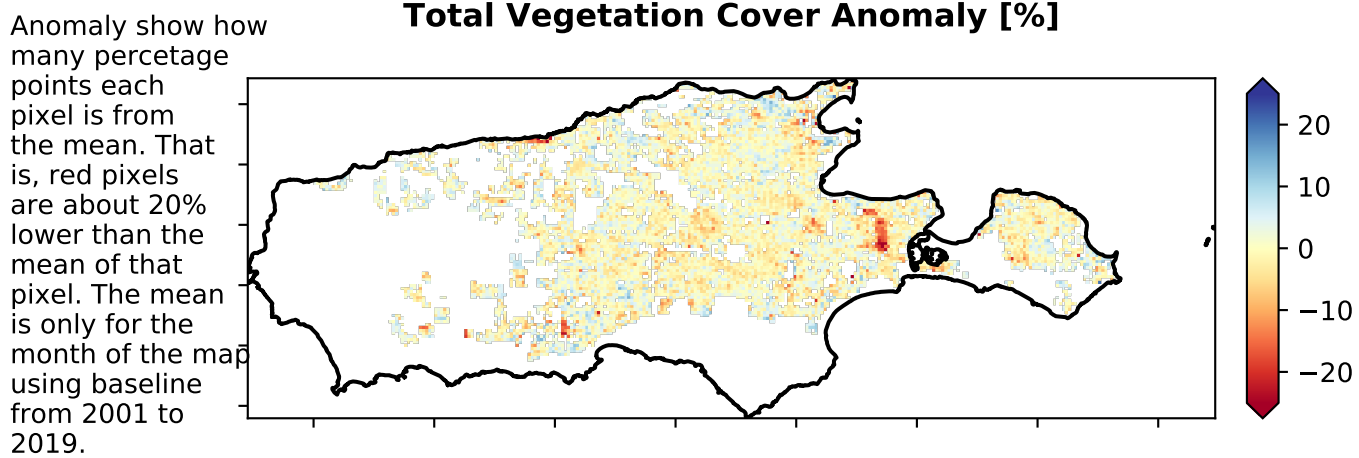 Total Vegetation Cover Anomaly [%]
Anomaly show how
many percetage
points each
pixel is from
the mean. That
is, red pixels
are about 20%
lower than the
mean of that
pixel. The mean
is only for the
month of the map
using baseline
from 2001 to
2019.
20
10
0
−10
−20